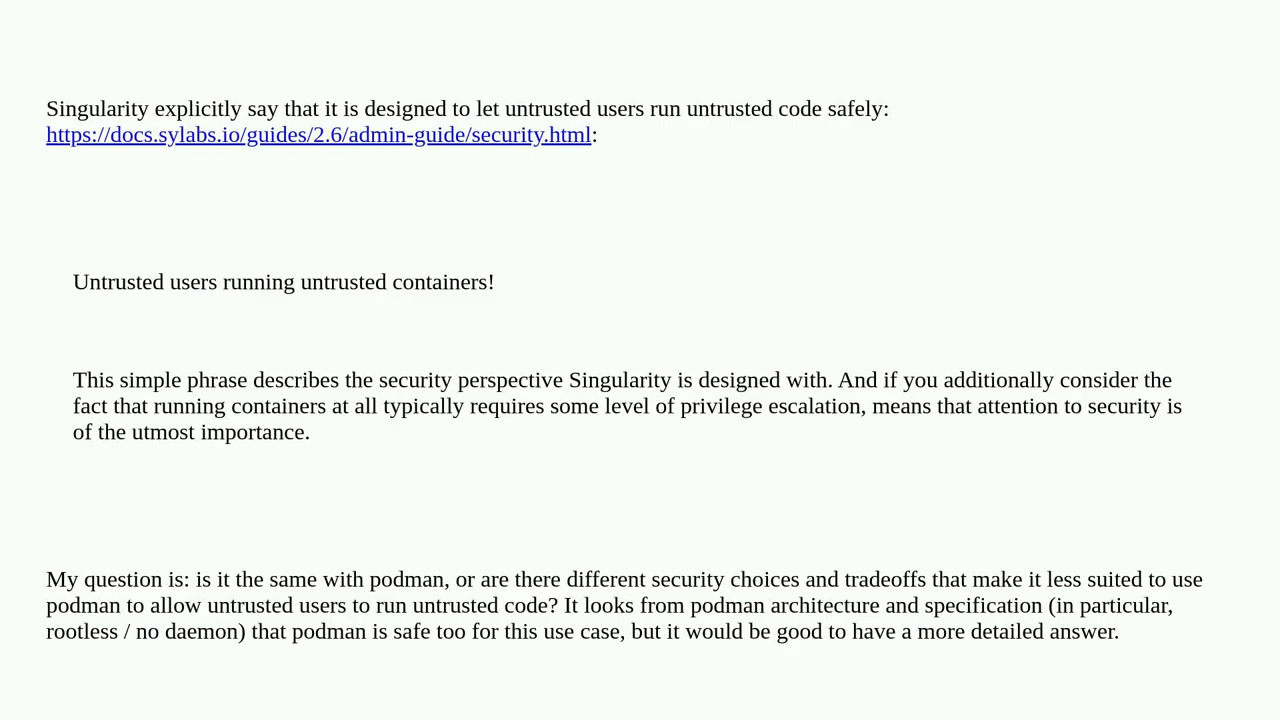 Singularity explicitly say that it is designed to let untrusted users run untrusted code safely:
https://docs.sylabs.io/guides/2.6/admin-guide/security.html:
Untrusted users running untrusted containers!
This simple phrase describes the security perspective Singularity is designed with. And if you additionally consider the
fact that running containers at all typically requires some level of privilege escalation, means that attention to security is
of the utmost importance.
My question is: is it the same with podman, or are there different security choices and tradeoffs that make it less suited to use
podman to allow untrusted users to run untrusted code? It looks from podman architecture and specification (in particular,
rootless / no daemon) that podman is safe too for this use case, but it would be good to have a more detailed answer.